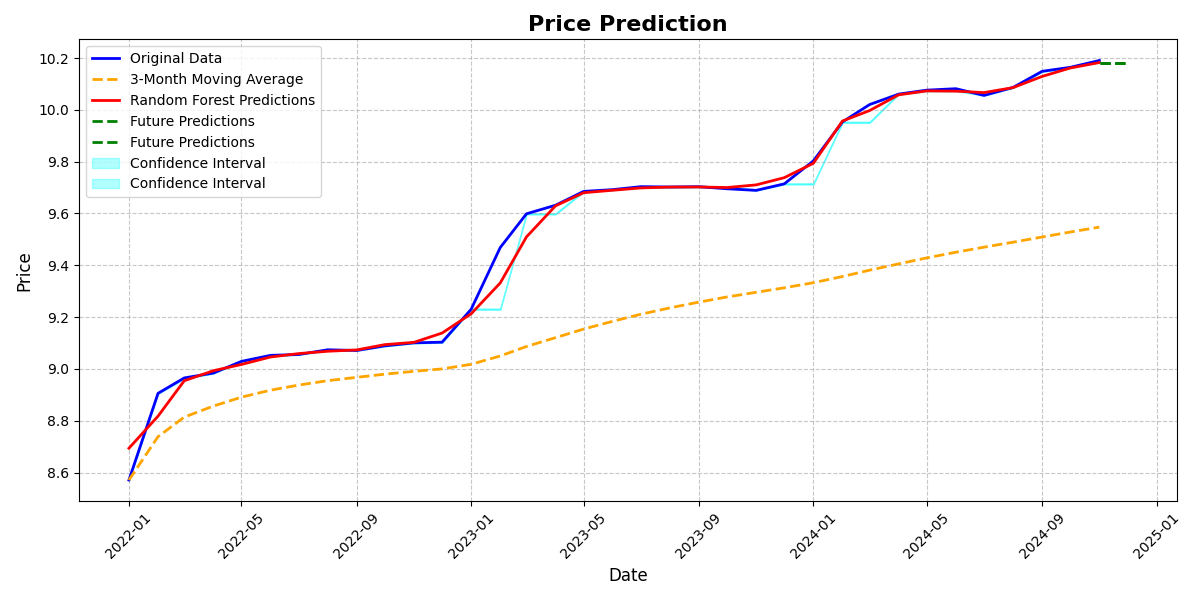 Price Prediction
Original Data
3-Month Moving Average
Random Forest Predictions
Future Predictions
Future Predictions
Confidence Interval
Confidence Interval
Price
10.2
10.0
9.8
9.6
9.4
9.2
9.0
8.8
8.6
2022-01
2022-05
2022-09
2023-01
2023-05
2023-09
2024-01
2024-05
2024-09
2025-01
Date